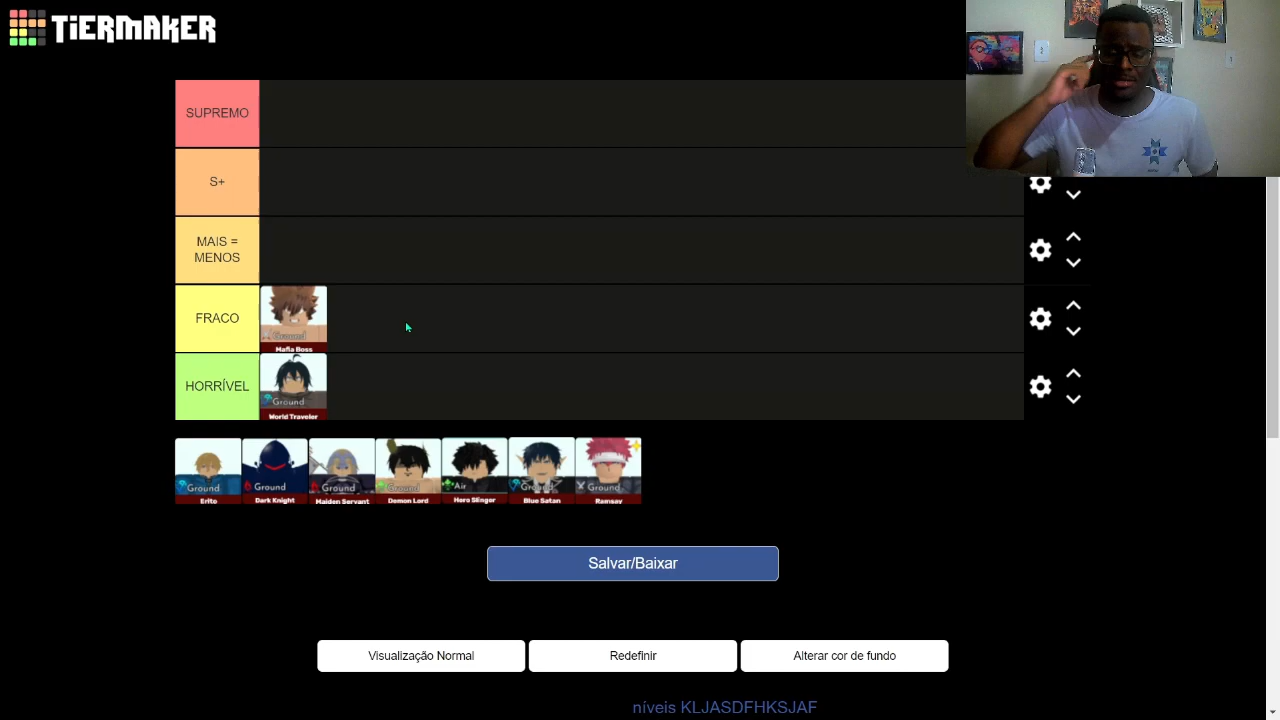 TiERMAKER
SUPREMO
S+
MAIS =
MENOS
FRACO
Ground
Mafia Boss
HORRÍVEL
Ground
World Traveler
Ground
Erito
Ground
Dark Knight
Ground
Maiden Servant
Ground
Demon Lord
Air
Hero Slinger
Ground
Blue Satan
Ground
Ramsay
Salvar/Baixar
Visualização Normal
Redefinir
Alterar cor de fundo
níveis KLJASDFHKSJAF